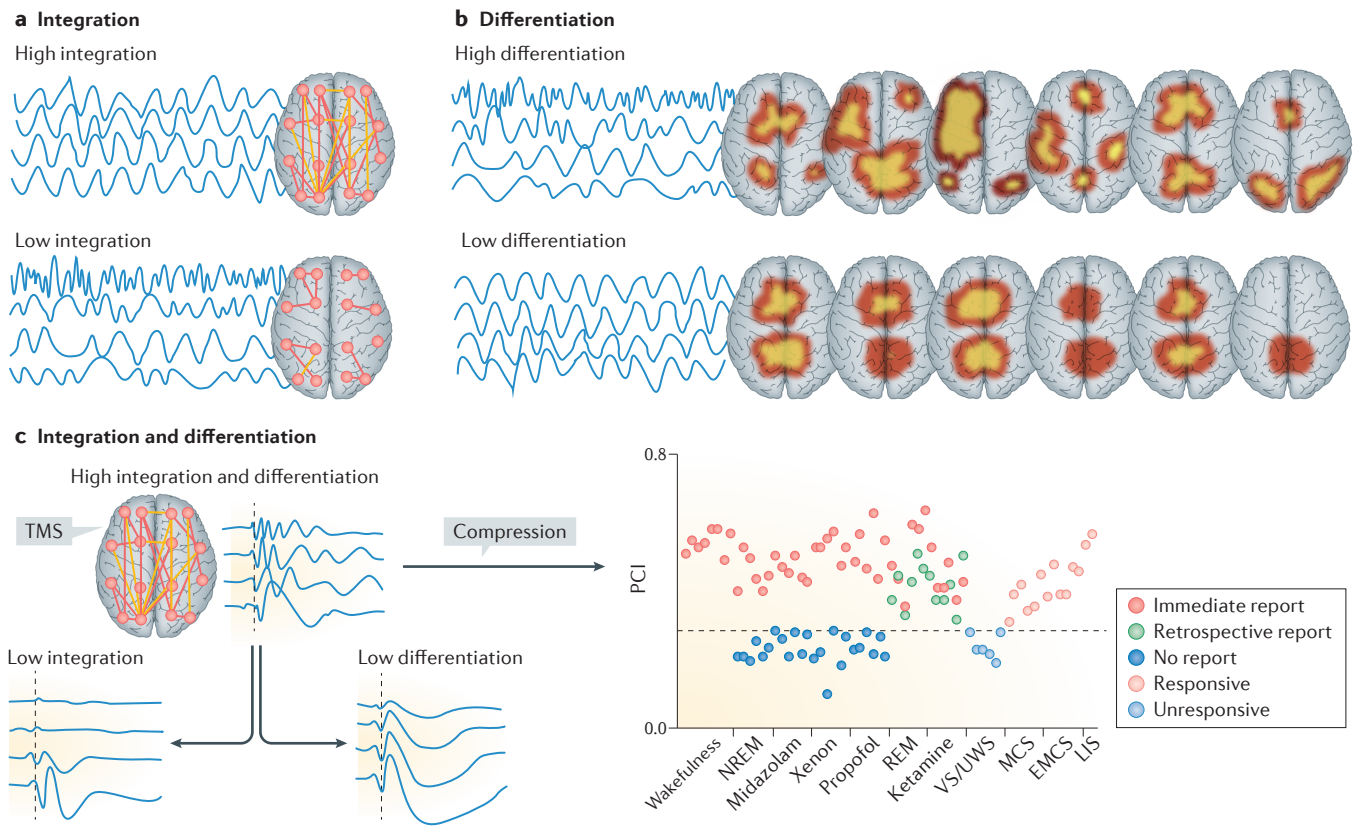 a Integration
High integration
Low integration
b Differentiation
High differentiation
Low differentiation
c Integration and differentiation
High integration and differentiation
TMS
Compression
Low integration
Low differentiation
0.8
PCI
0.0
Wakefulness
NREM
Midazolam
Xenon
Propofol
REM
Ketamine
VS/UWS
MCS
EMCS
LIS
Immediate report
Retrospective report
No report
Responsive
Unresponsive